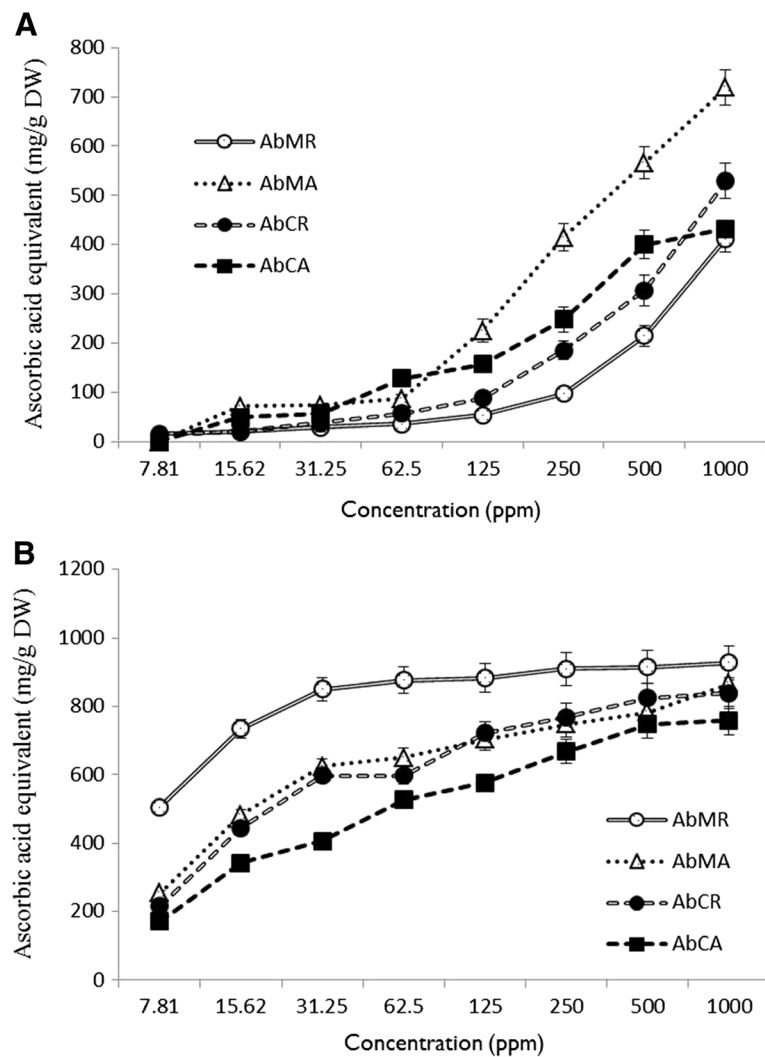 A
Ascorbic acid equivalent (mg/g DW)
800
700
600
500
400
300
200
100
0
AbMR
AbMA
AbCR
AbCA
7.81 15.62 31.25 62.5 125 250 500 1000
Concentration (ppm)
B
Ascorbic acid equivalent (mg/g DW)
1200
1000
800
600
400
200
0
AbMR
AbMA
AbCR
AbCA
7.81 15.62 31.25 62.5 125 250 500 1000
Concentration (ppm)